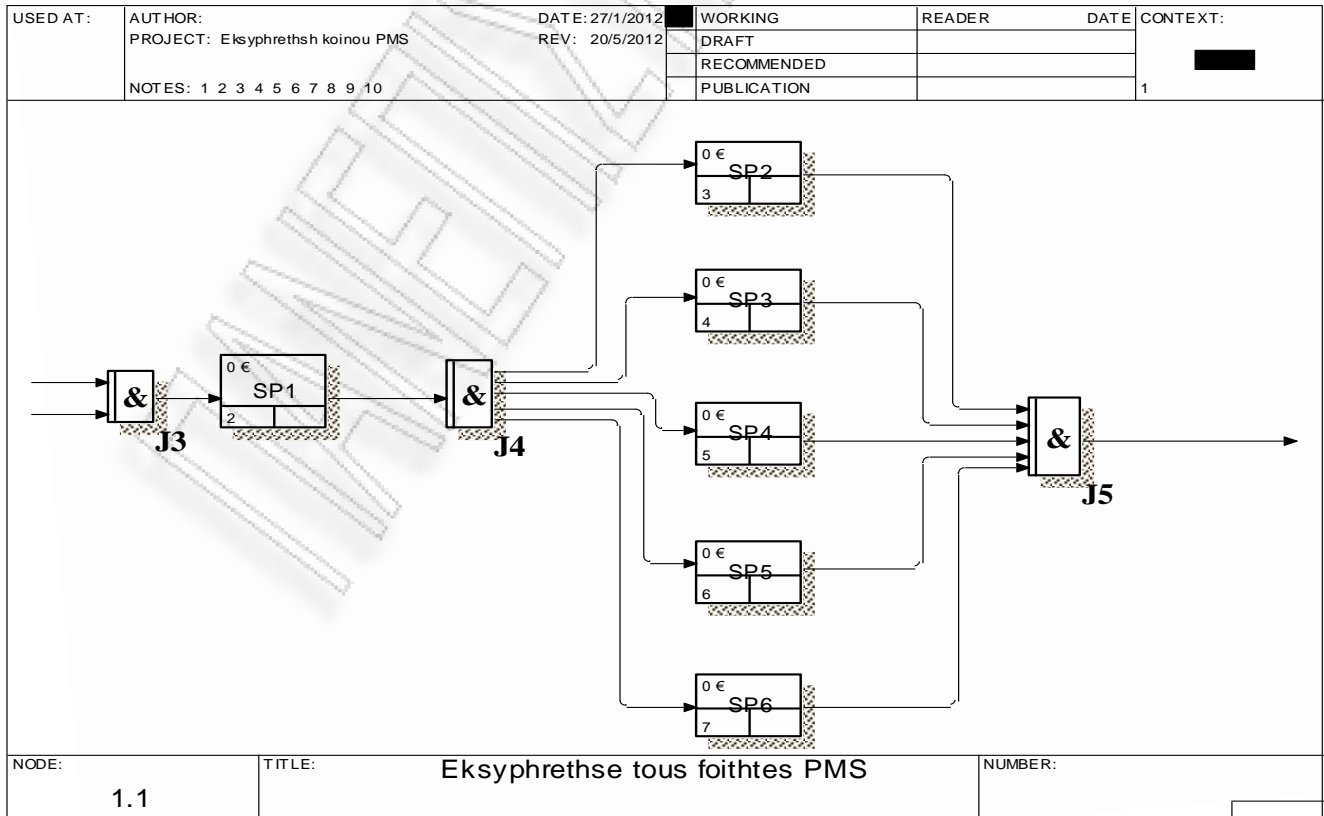 USED AT:
AUTHOR:
DATE: 27/1/2012
PROJECT: Eksyphrethsh koinou PMS
REV: 20/5/2012
NOTES: 1 2 3 4 5 6 7 8 9 10
WORKING
DRAFT
RECOMMENDED
PUBLICATION
READER DATE
CONTEXT:
1
0 €
SP2
3
0 €
SP3
4
&
J3
0 €
SP1
2
&
J4
0 €
SP4
5
&
J5
0 €
SP5
6
0 €
SP6
7
NODE:
1.1
TITLE:
Eksyphrethse tous foithtes PMS
NUMBER: